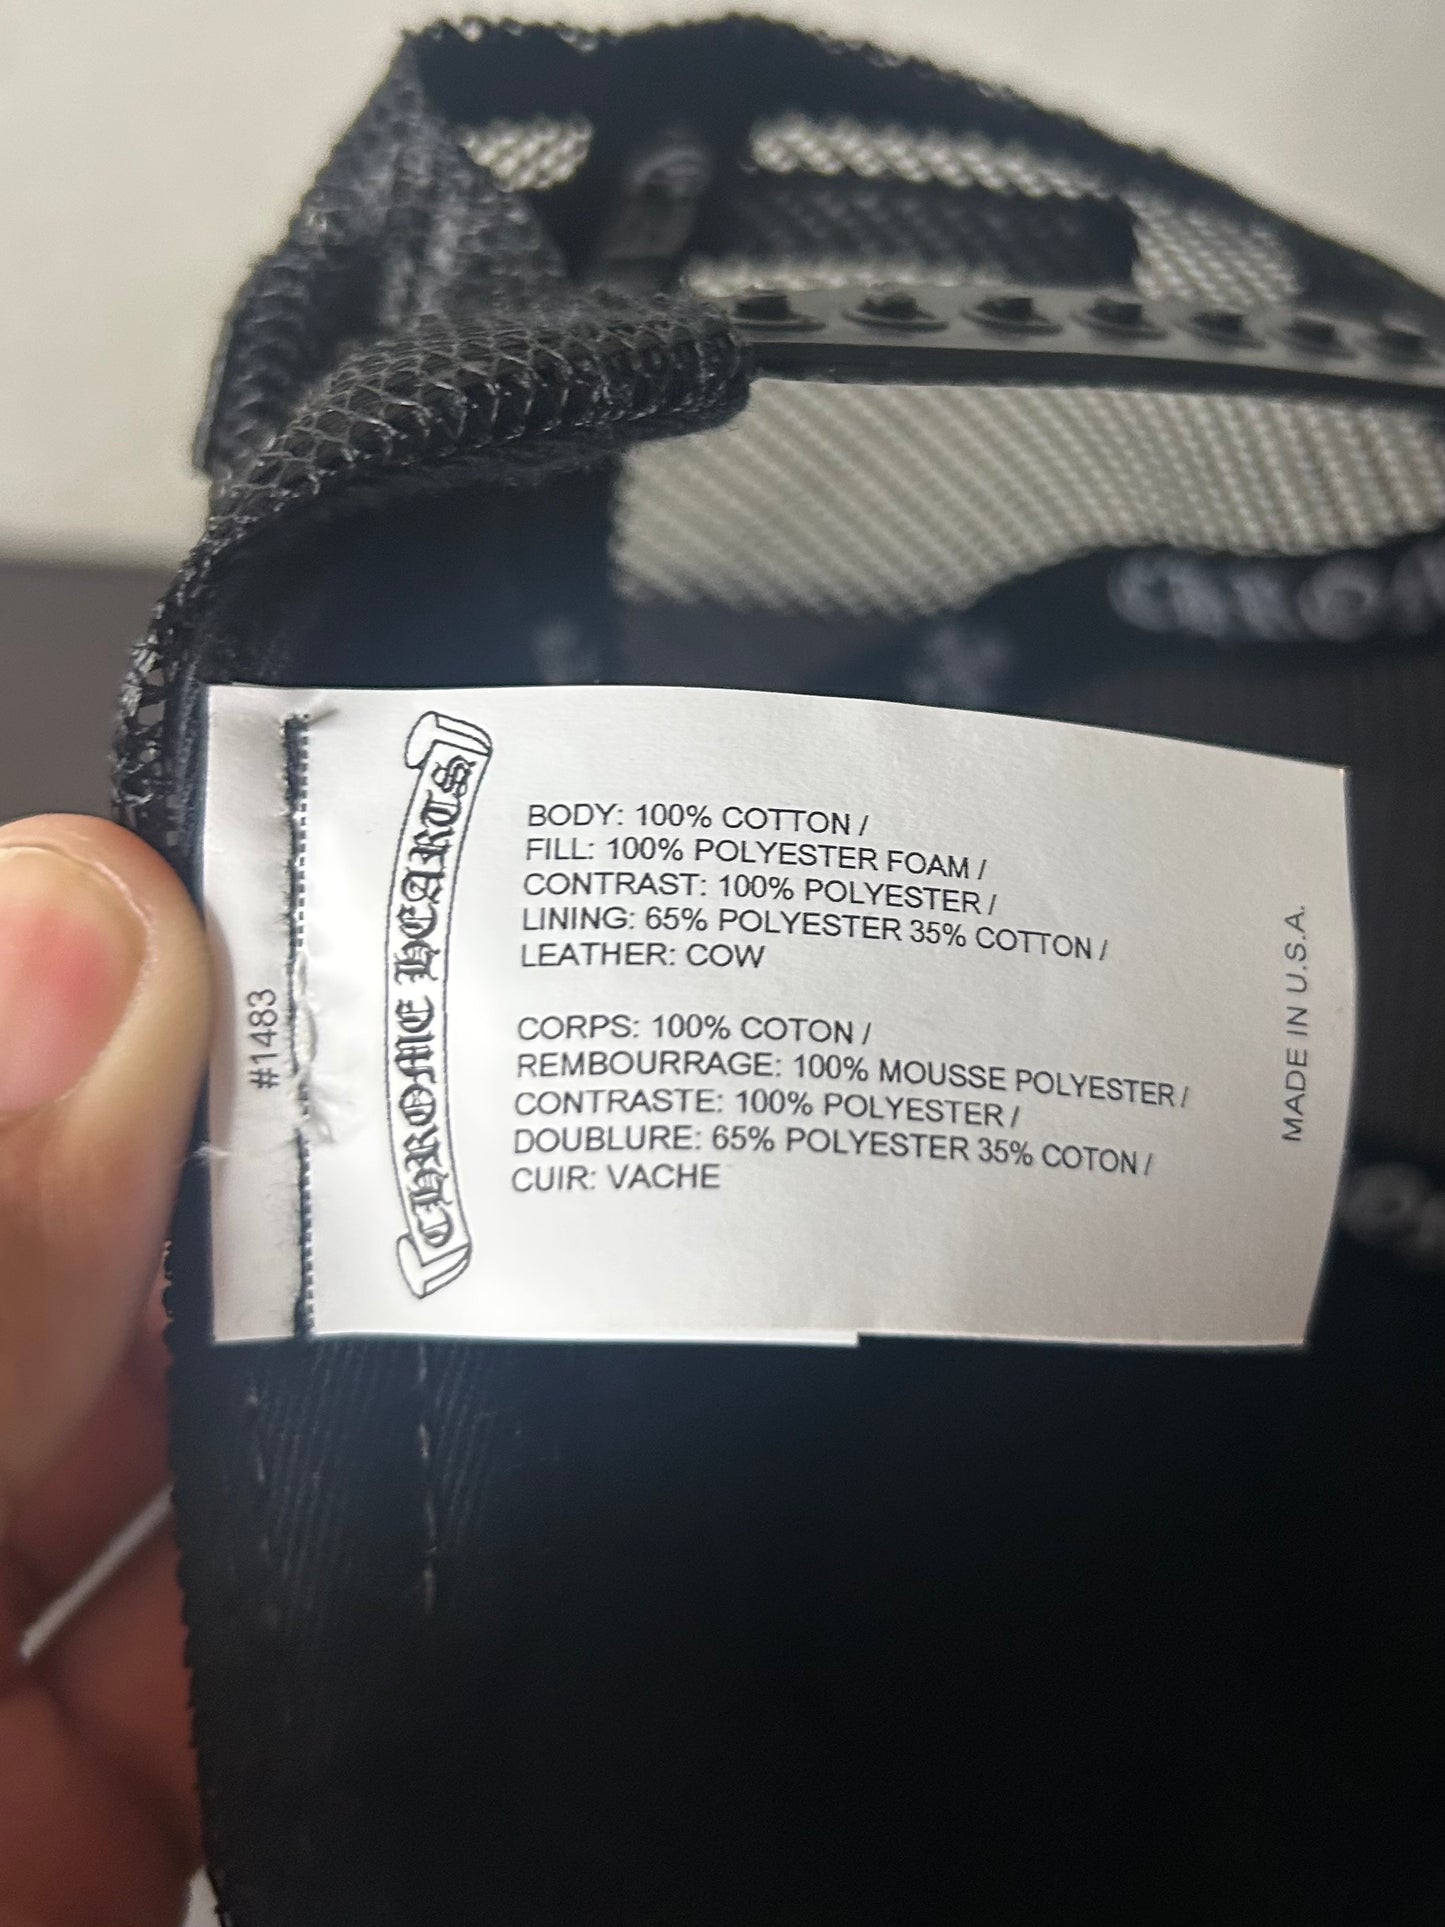 BODY: 100% COTTON /
FILL: 100% POLYESTER FOAM /
CONTRAST: 100% POLYESTER /
LINING: 65% POLYESTER 35% COTTON /
LEATHER: COW
CORPS: 100% COTON /
REMBOURRAGE: 100% MOUSSE POLYESTER /
CONTRASTE: 100% POLYESTER /
DOUBLURE: 65% POLYESTER 35% COTON /
CUIR: VACHE
CHROME HEARTS
#1483
MADE IN U.S.A.